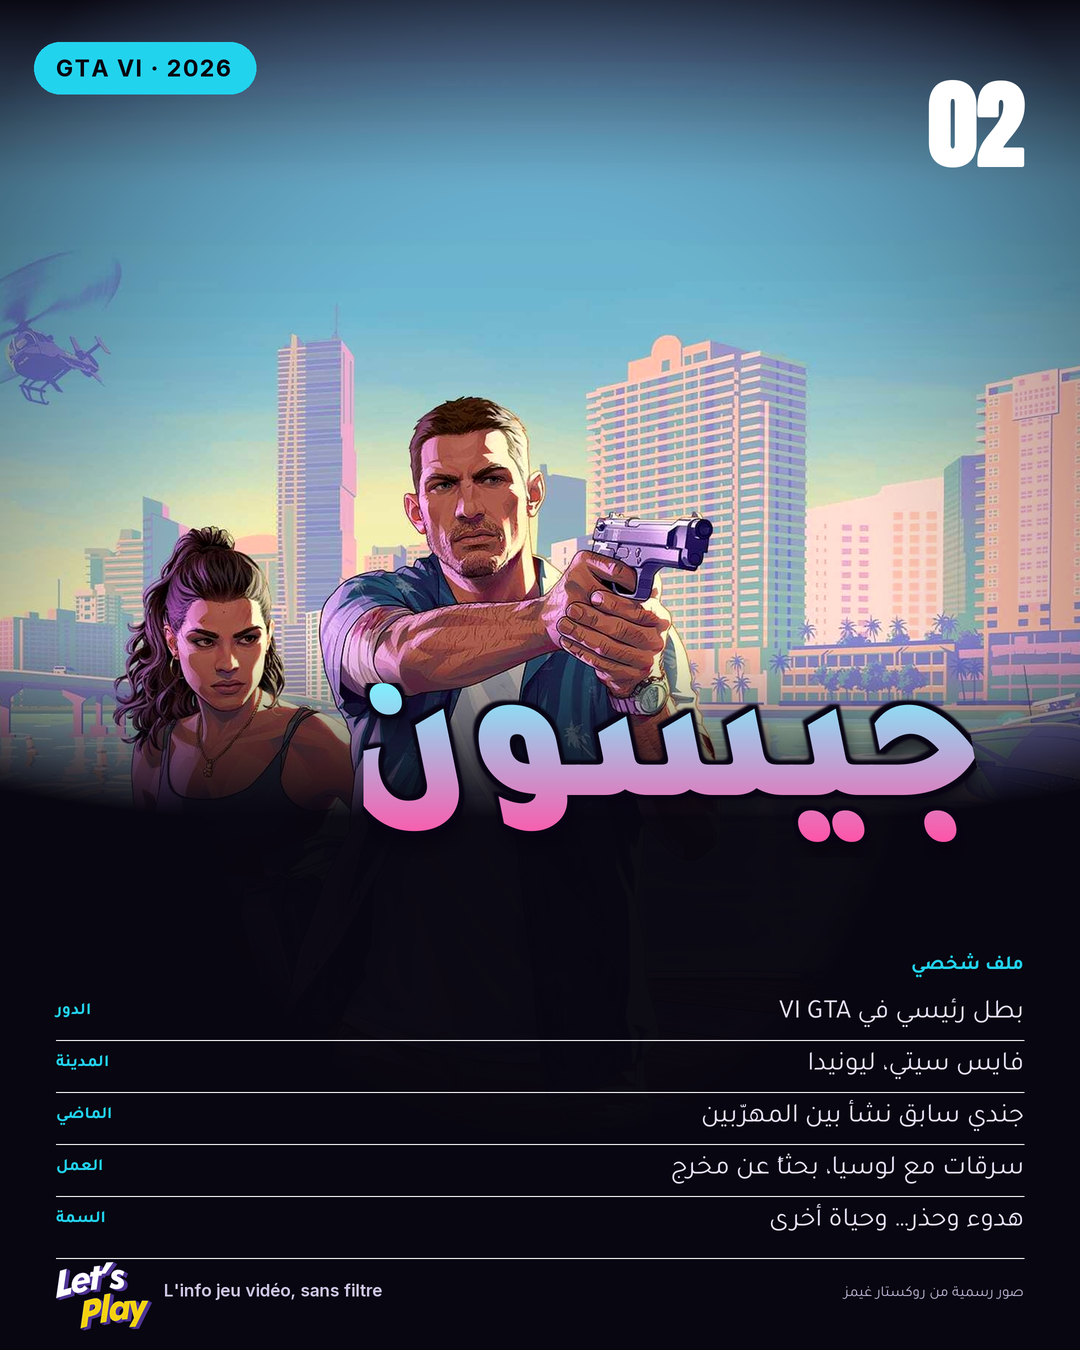 GTA VI · 2026
02
جيسون
ملف شخصي
الدور
بطل رئيسي في VI GTA
المدينة
فايس سيتي، ليونيدا
الماضي
جندي سابق نشأ بين المهرّبين
العمل
سرقات مع لوسيا، بحثًا عن مخرج
السمة
هدوء وحذر... وحياة أخرى
Let's
Play
L'info jeu vidéo, sans filtre
صور رسمية من روكستار غيمز